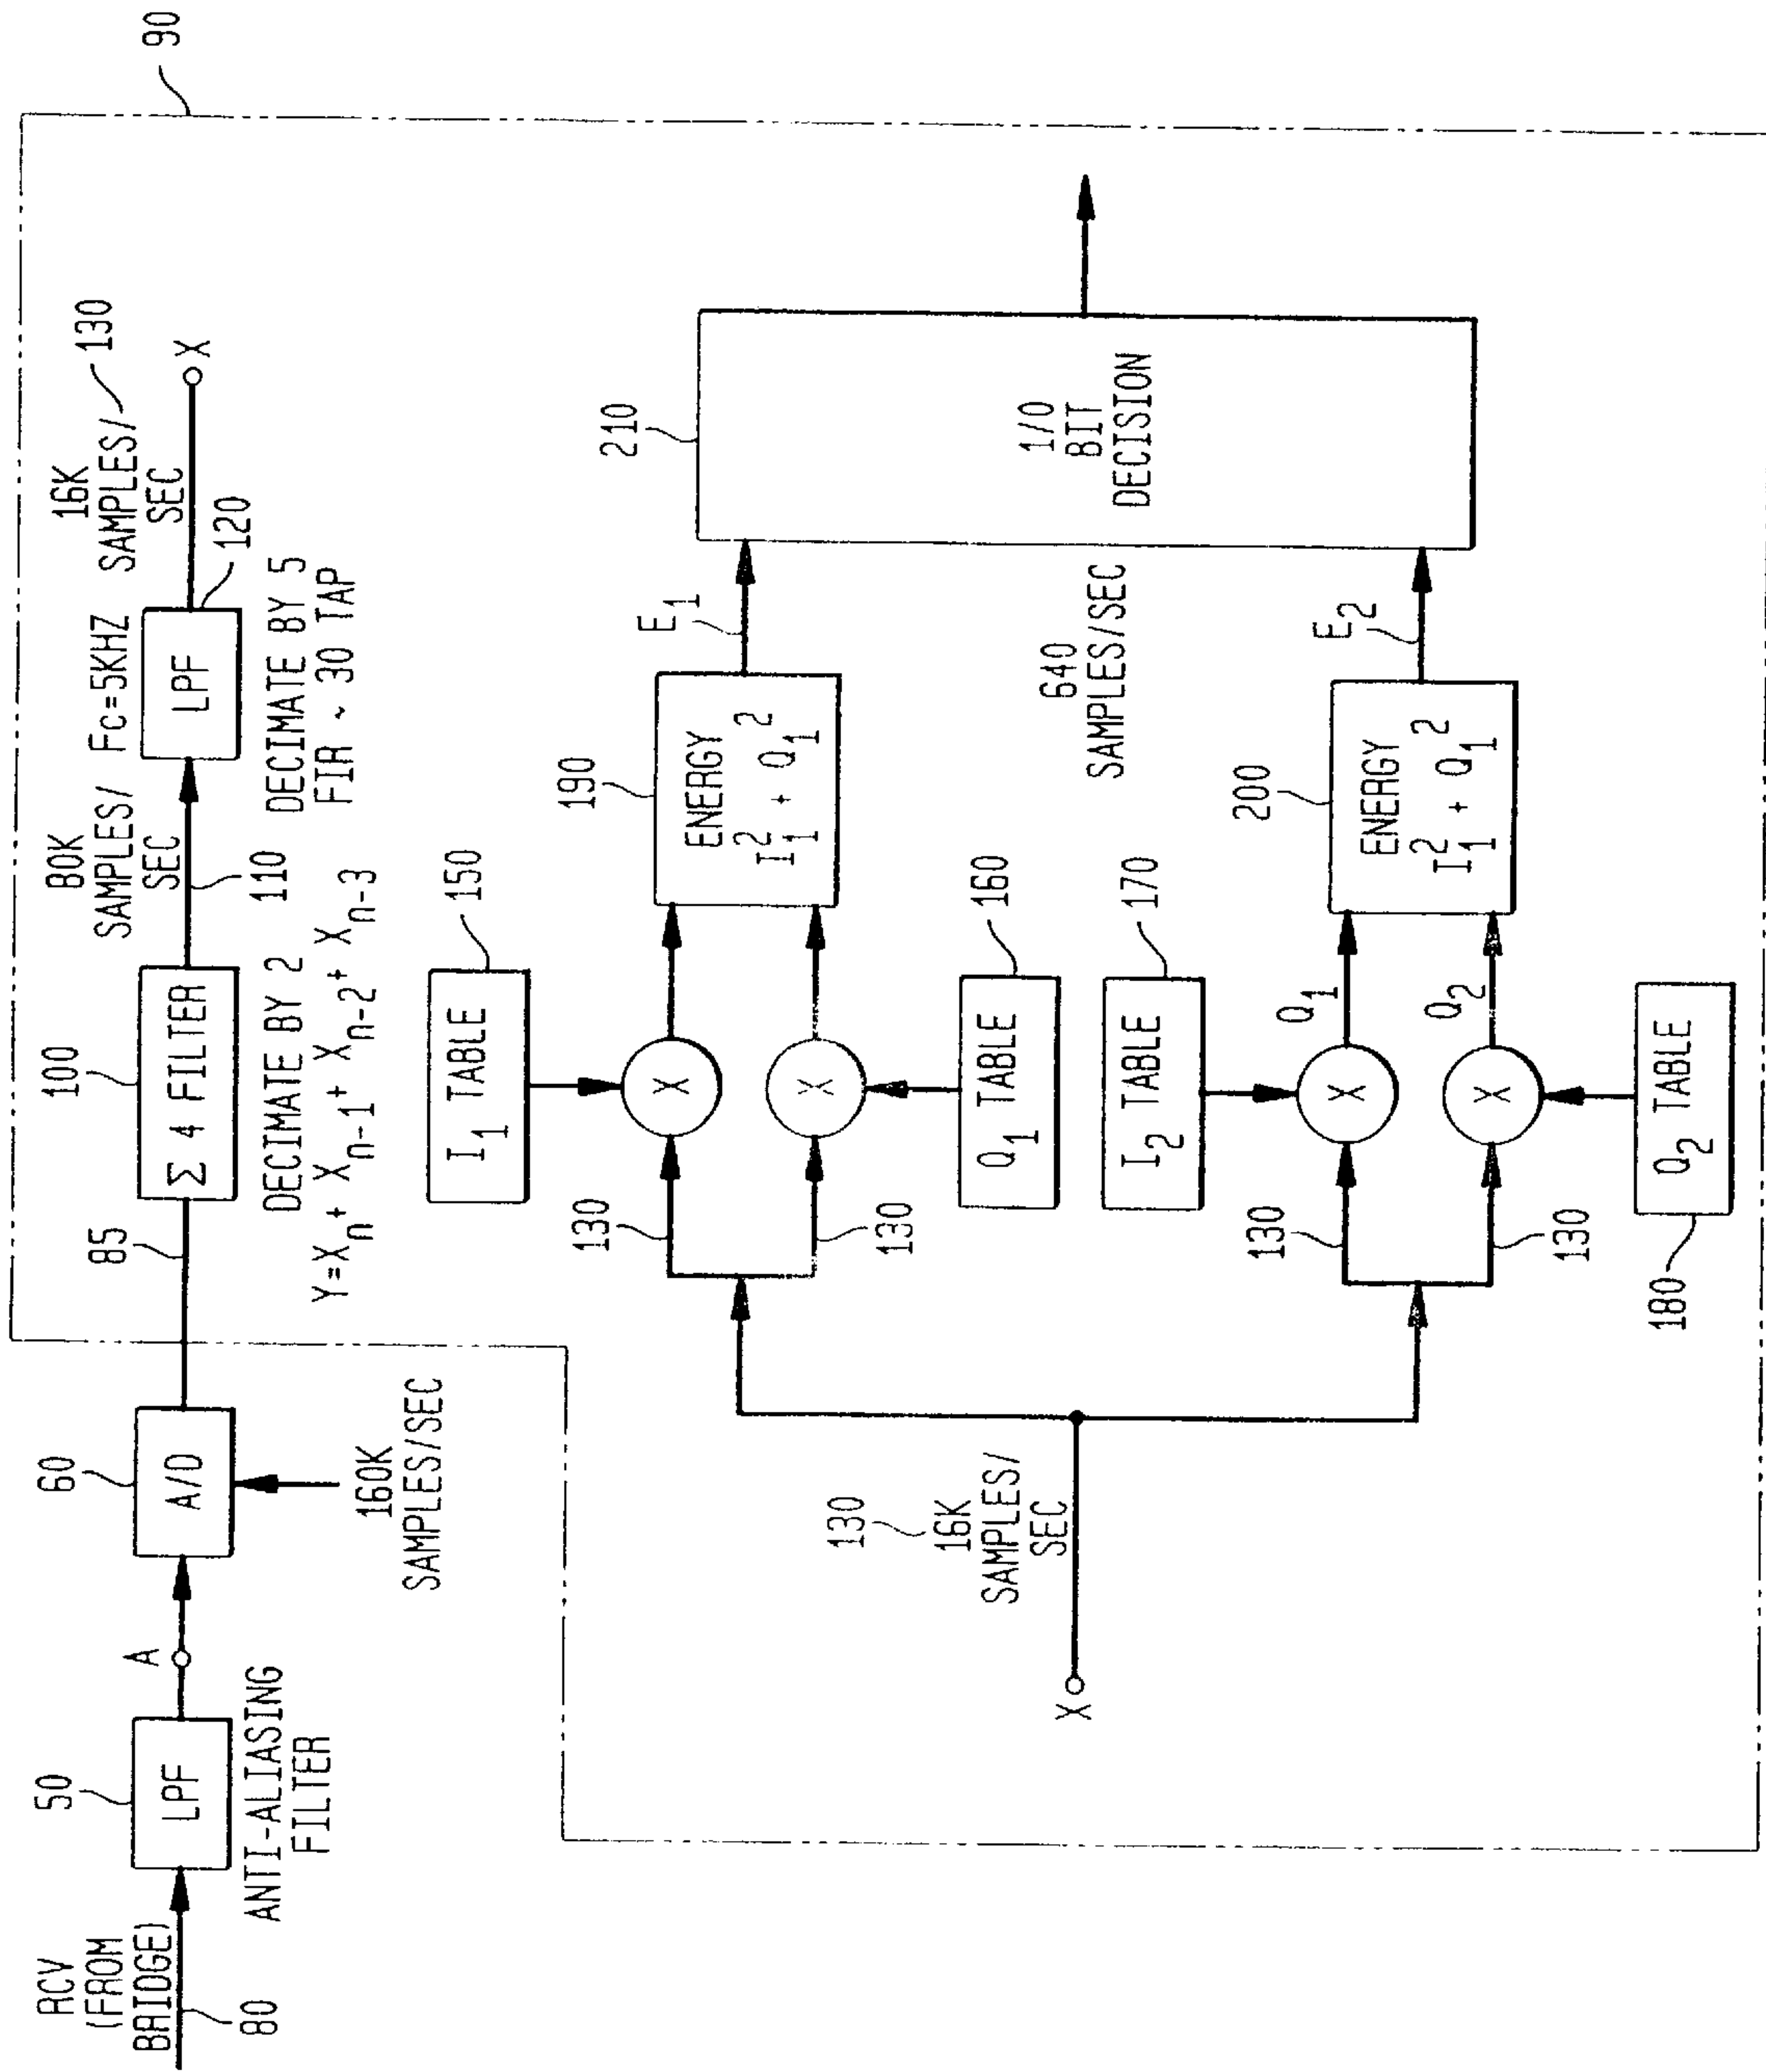 RCV
(FROM
BRIDGE)
80
50
LPF
ANTI-ALIASING
FILTER
A
60
A/D
160K
SAMPLES/SEC
85
100
Σ 4 FILTER
DECIMATE BY 2
Y=Xn+ Xn-1+ Xn-2+ Xn-3
80K
SAMPLES/
SEC
110
Fc=5KHZ
LPF
120
DECIMATE BY 5
FIR ~ 30 TAP
16K
SAMPLES/
SEC
130
X
90
X
130
16K
SAMPLES/
SEC
130
130
I1 TABLE
150
X
X
Q1 TABLE
160
190
ENERGY
I1² + Q1²
E1
130
130
I2 TABLE
170
X
X
Q1
Q2
Q2 TABLE
180
200
ENERGY
I1² + Q1²
E2
640
SAMPLES/SEC
210
1/0
BIT
DECISION